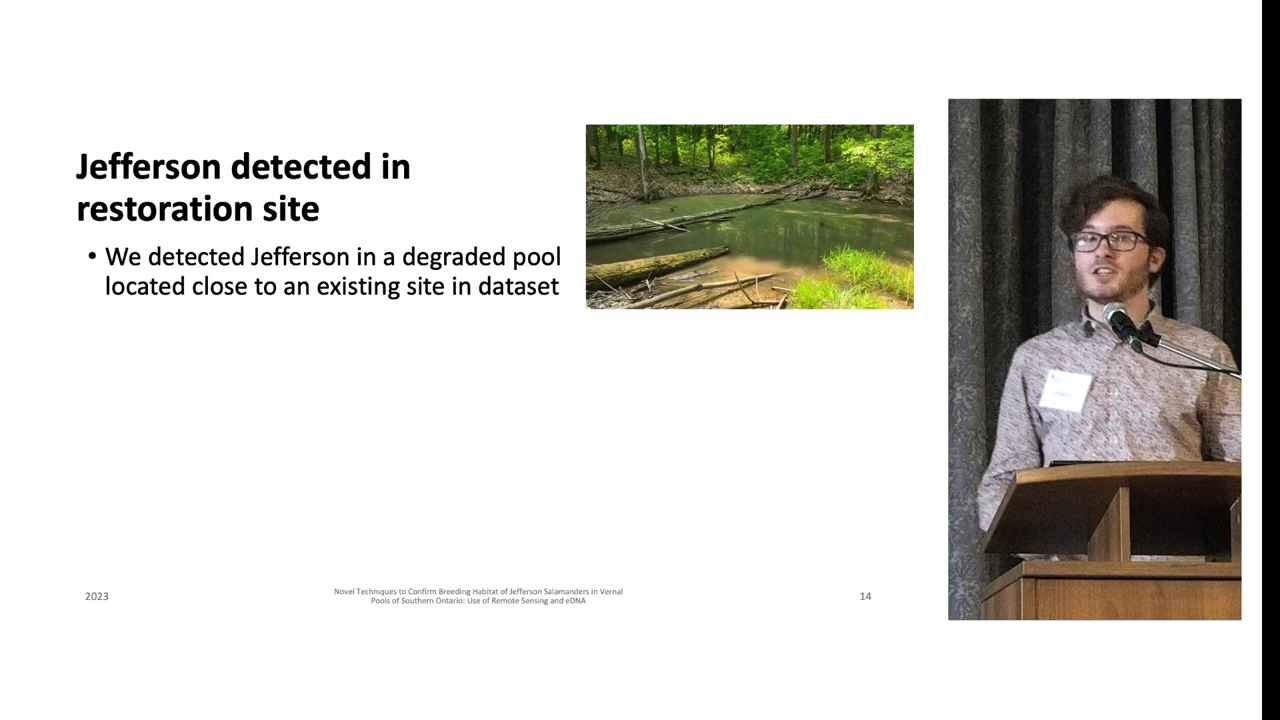 Jefferson detected in
restoration site
• We detected Jefferson in a degraded pool
located close to an existing site in dataset
2023
Novel Techniques to Confirm Breeding Habitat of Jefferson Salamanders in Vernal
Pools of Southern Ontario: Use of Remote Sensing and eDNA
14